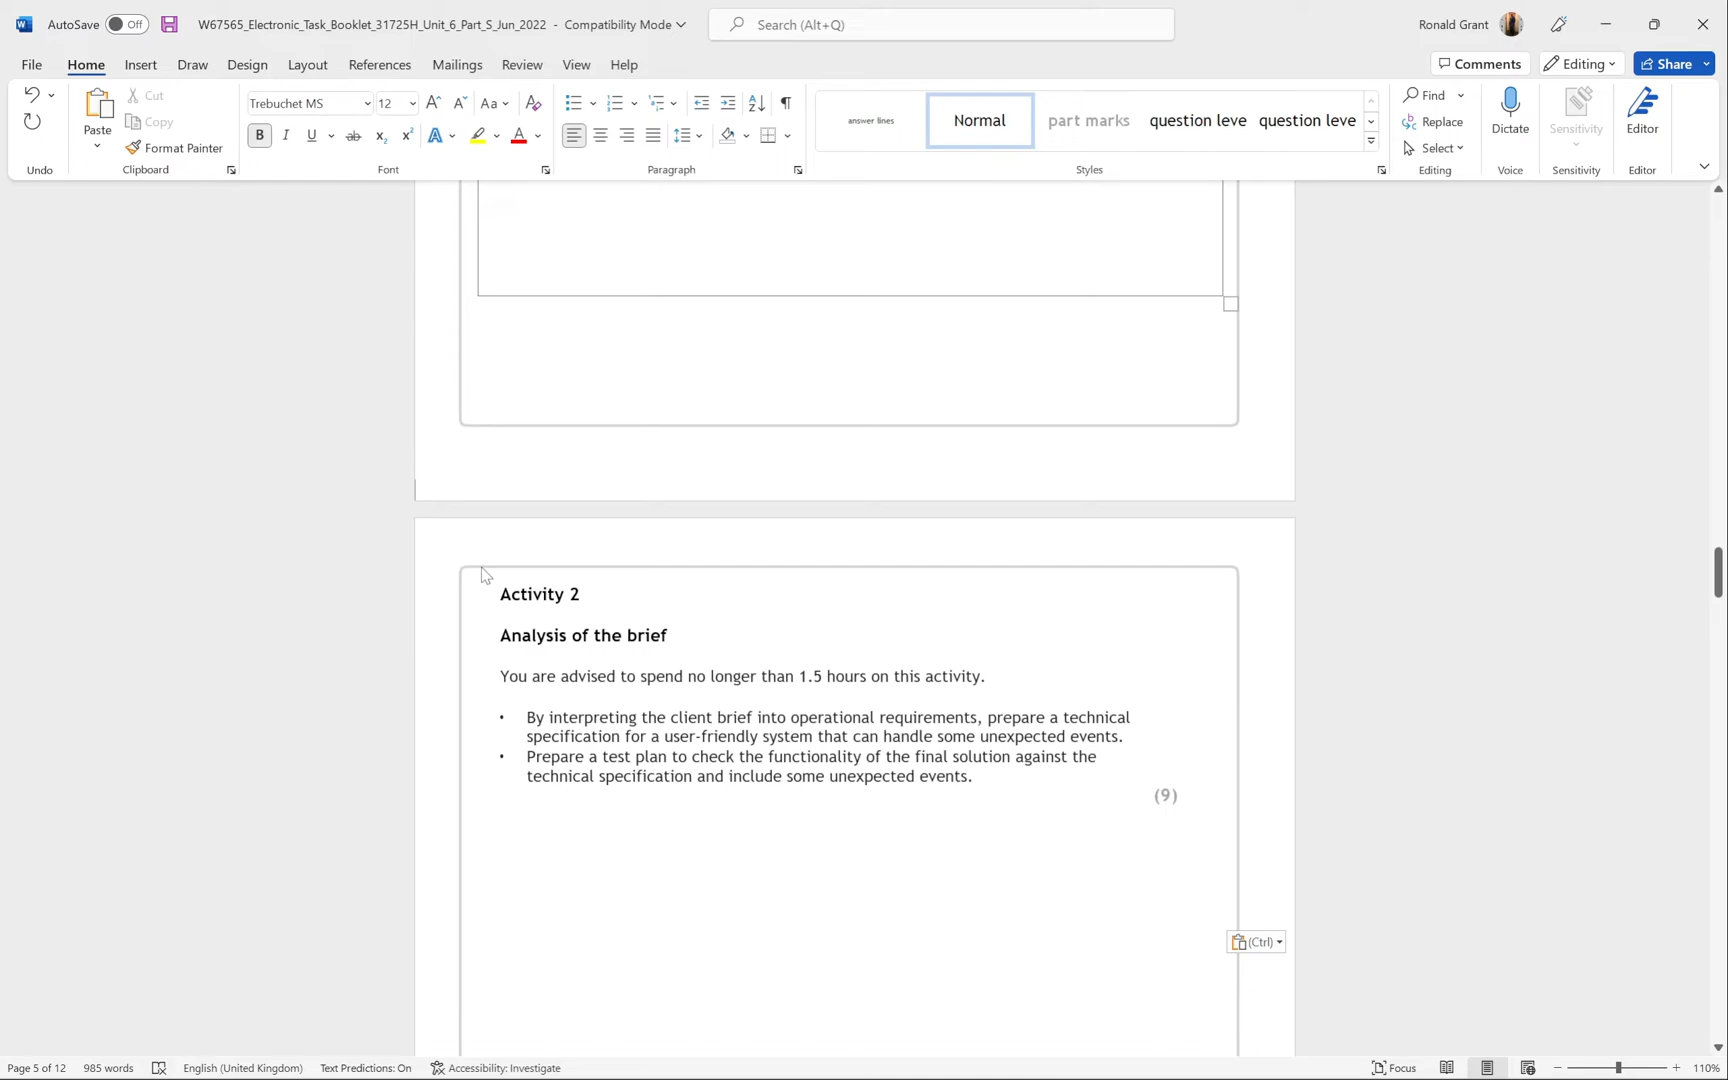 AutoSave Off W67565_Electronic_Task_Booklet_31725H_Unit_6_Part_S_Jun_2022 - Compatibility Mode Search (Alt+Q) Ronald Grant
File Home Insert Draw Design Layout References Mailings Review View Help Comments Editing Share
Trebuchet MS 12 Aa
Paste Cut
Copy
Format Painter
answer lines Normal part marks question leve question leve
Find
Replace
Select
Dictate Sensitivity Editor
Undo Clipboard Font Paragraph Styles Editing Voice Sensitivity Editor
Activity 2
Analysis of the brief
You are advised to spend no longer than 1.5 hours on this activity.
• By interpreting the client brief into operational requirements, prepare a technical
specification for a user-friendly system that can handle some unexpected events.
• Prepare a test plan to check the functionality of the final solution against the
technical specification and include some unexpected events.
(9)
(Ctrl)
Page 5 of 12 985 words English (United Kingdom) Text Predictions: On Accessibility: Investigate Focus 110%